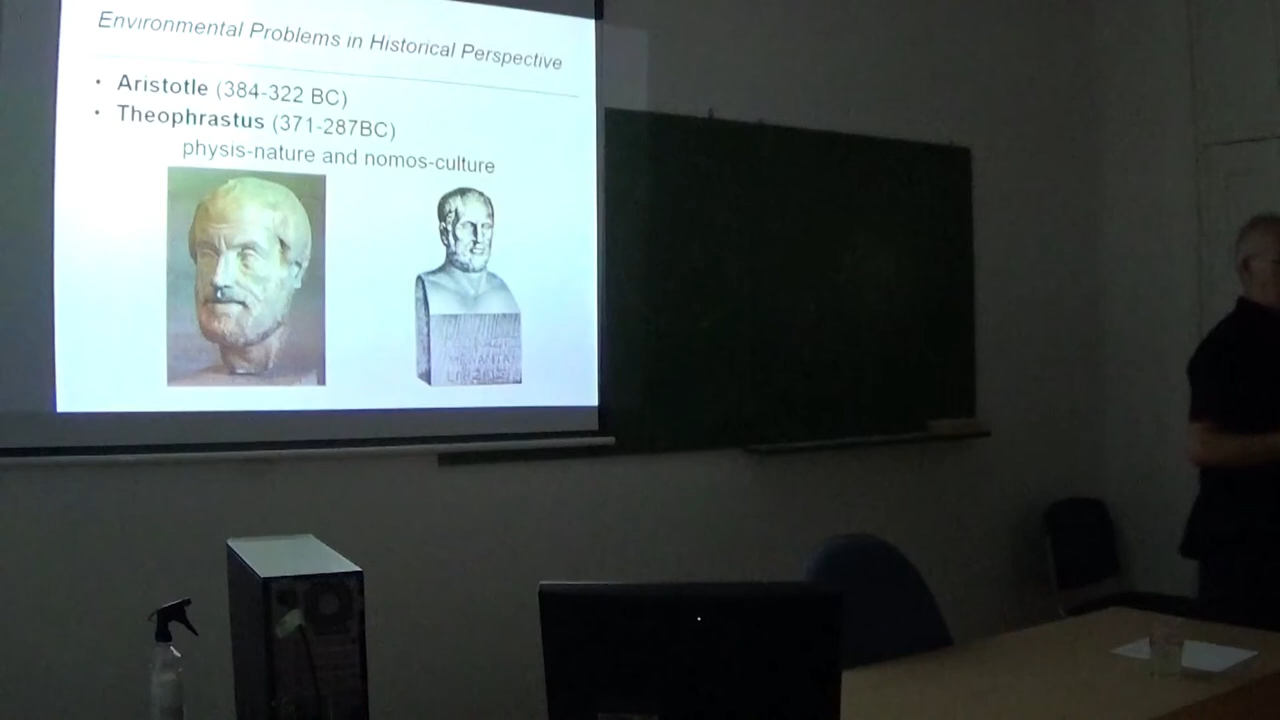 Environmental Problems in Historical Perspective
• Aristotle (384-322 BC)
• Theophrastus (371-287BC)
physis-nature and nomos-culture